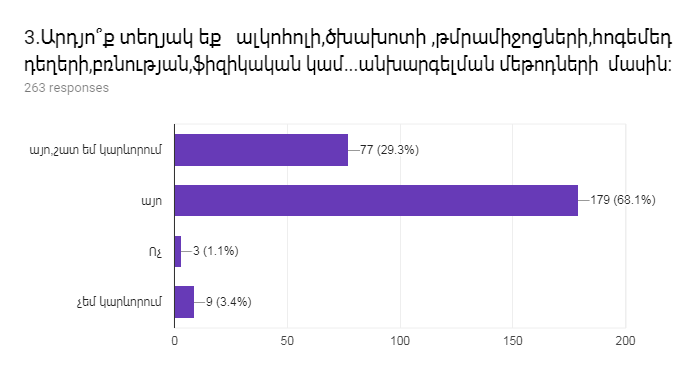 3.Արդյո՞ք տեղյակ եք ալկոհոլի,ծխախոտի ,թմրամիջոցների,հոգեմեդ
դեղերի,բռնության,ֆիզիկական կամ...անխարգելման մեթոդների մասին:
263 responses
այո,շատ եմ կարևորում
77 (29.3%)
այո
179 (68.1%)
Ոչ
3 (1.1%)
չեմ կարևորում
9 (3.4%)
0 50 100 150 200